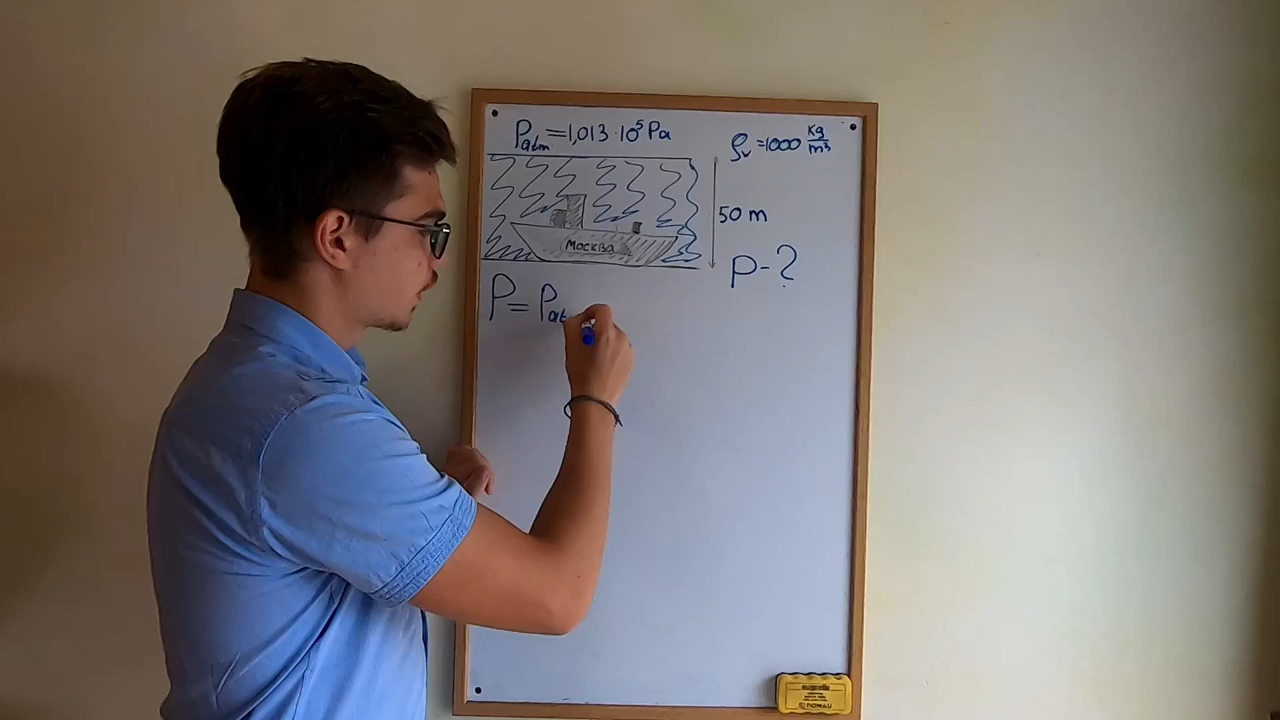 Patm = 1,013 · 10⁵ Pa
ρv = 1000 kg/m³
50 m
Москва
p - ?
P = Pat